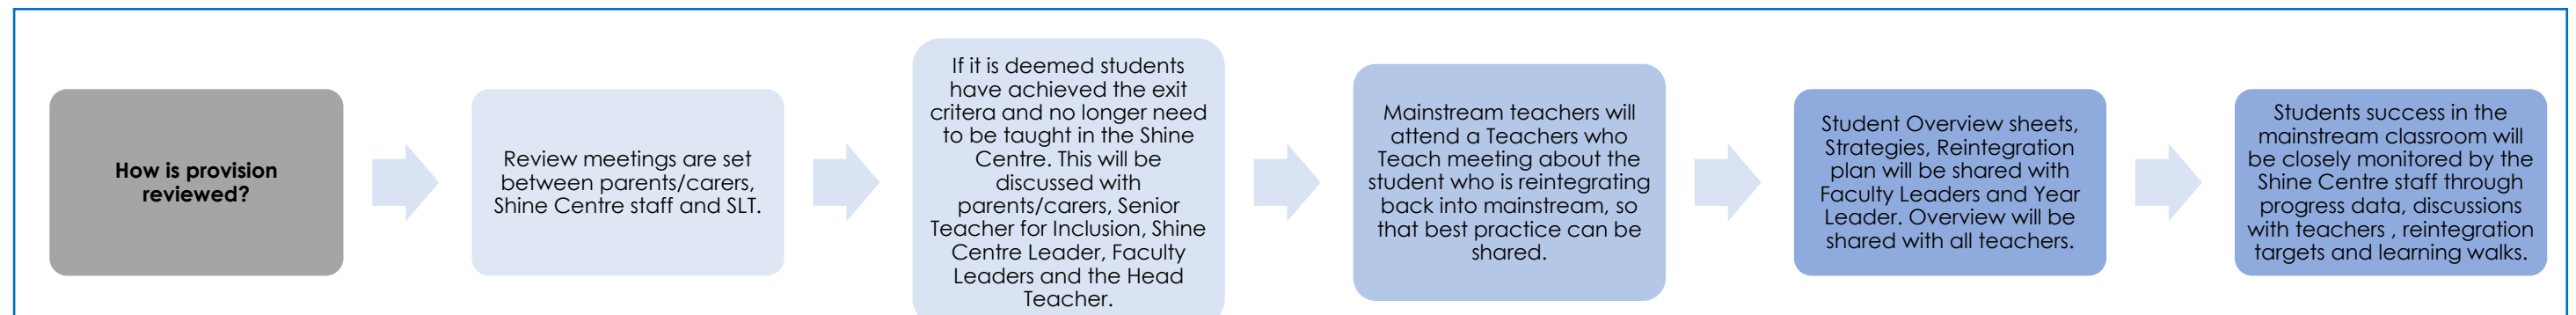 How is provision
reviewed?
Review meetings are set
between parents/carers,
Shine Centre staff and SLT.
If it is deemed students
have achieved the exit
critera and no longer need
to be taught in the Shine
Centre. This will be
discussed with
parents/carers, Senior
Teacher for Inclusion, Shine
Centre Leader, Faculty
Leaders and the Head
Teacher.
Mainstream teachers will
attend a Teachers who
Teach meeting about the
student who is reintegrating
back into mainstream, so
that best practice can be
shared.
Student Overview sheets,
Strategies, Reintegration
plan will be shared with
Faculty Leaders and Year
Leader. Overview will be
shared with all teachers.
Students success in the
mainstream classroom will
be closely monitored by the
Shine Centre staff through
progress data, discussions
with teachers , reintegration
targets and learning walks.